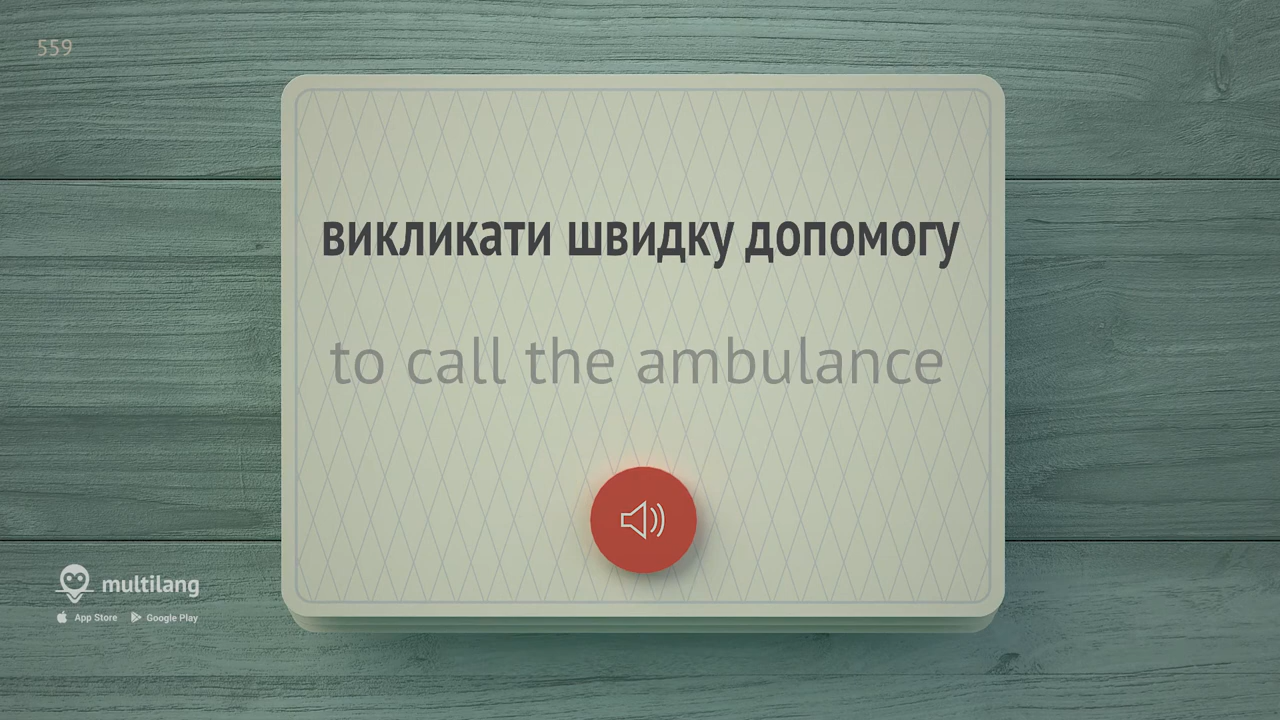 559
викликати швидку допомогу
to call the ambulance
multilang
App Store Google Play